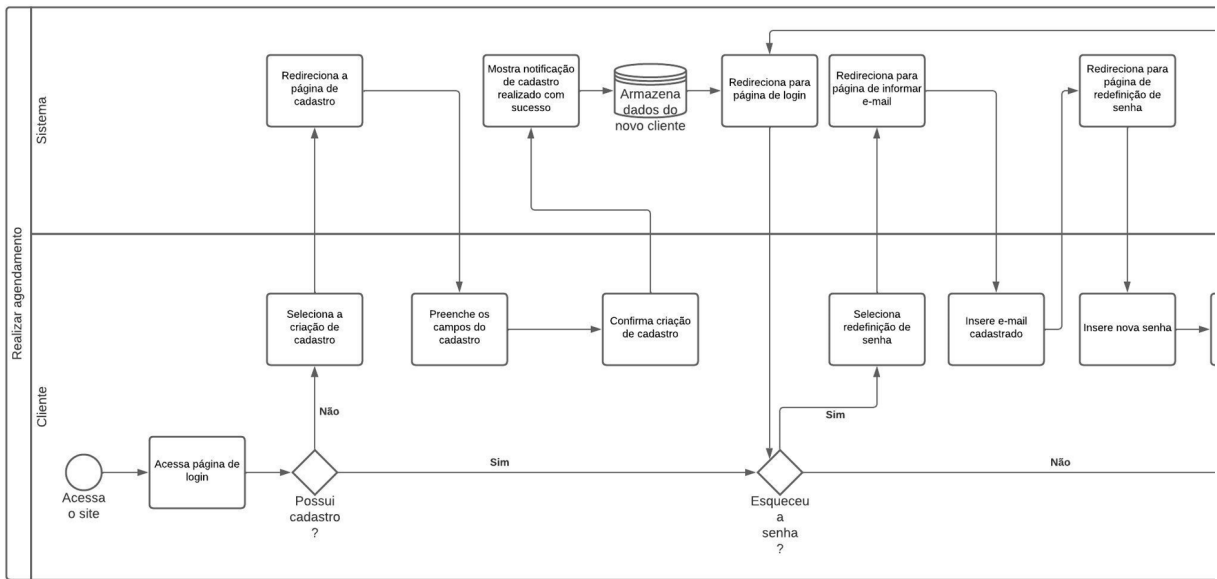 Realizar agendamento
Sistema
Redireciona a
página de
cadastro
Mostra notificação
de cadastro
realizado com
sucesso
Armazena
dados do
novo cliente
Redireciona para
página de login
Redireciona para
página de informar
e-mail
Redireciona para
página de
redefinição de
senha
Cliente
Seleciona a
criação de
cadastro
Preenche os
campos do
cadastro
Confirma criação
de cadastro
Seleciona
redefinição de
senha
Insere e-mail
cadastrado
Insere nova senha
Não
Sim
Acessa
o site
Acessa página de
login
Possui
cadastro
?
Sim
Esqueceu
a
senha
?
Não